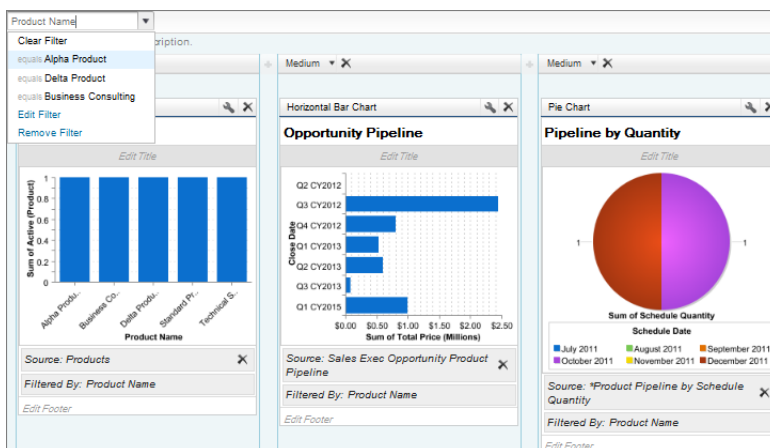 Product Name
Clear Filter
equals Alpha Product
equals Delta Product
equals Business Consulting
Edit Filter
Remove Filter
Medium
Horizontal Bar Chart
Opportunity Pipeline
Edit Title
Q2 CY2012
Q3 CY2012
Q4 CY2012
Q1 CY2013
Q2 CY2013
Q3 CY2013
Q1 CY2015
Close Date
$0.00 $0.50 $1.00 $1.50 $2.00 $2.50
Sum of Total Price (Millions)
Source: Sales Exec Opportunity Product
Pipeline
Filtered By: Product Name
Edit Footer
Edit Title
Sum of Active (Product)
1
0.8
0.6
0.4
0.2
0
Alpha Produ..
Business Co..
Delta Produ..
Standard Pr..
Technical S..
Product Name
Source: Products
Filtered By: Product Name
Edit Footer
Medium
Pie Chart
Pipeline by Quantity
Edit Title
1
1
Sum of Schedule Quantity
Schedule Date
July 2011 August 2011 September 2011
October 2011 November 2011 December 2011
Source: *Product Pipeline by Schedule
Quantity
Filtered By: Product Name
Edit Footer